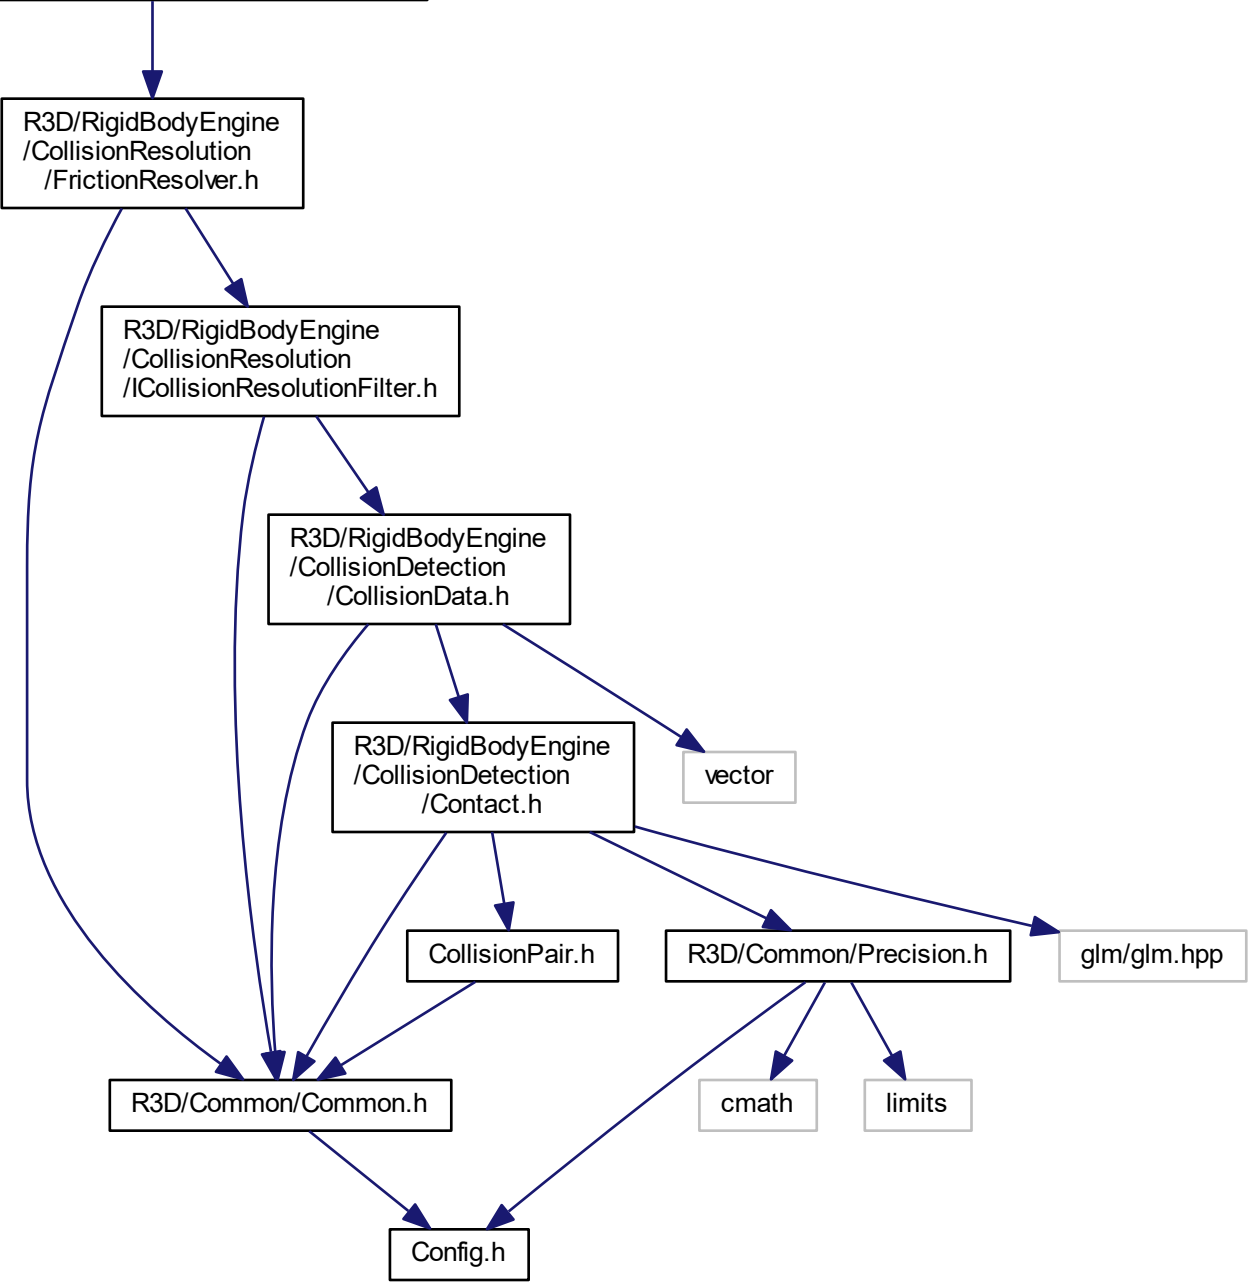 R3D/RigidBodyEngine
/CollisionResolution
/FrictionResolver.h
R3D/RigidBodyEngine
/CollisionResolution
/ICollisionResolutionFilter.h
R3D/RigidBodyEngine
/CollisionDetection
/CollisionData.h
R3D/RigidBodyEngine
/CollisionDetection
/Contact.h
vector
CollisionPair.h
R3D/Common/Precision.h
glm/glm.hpp
R3D/Common/Common.h
cmath
limits
Config.h